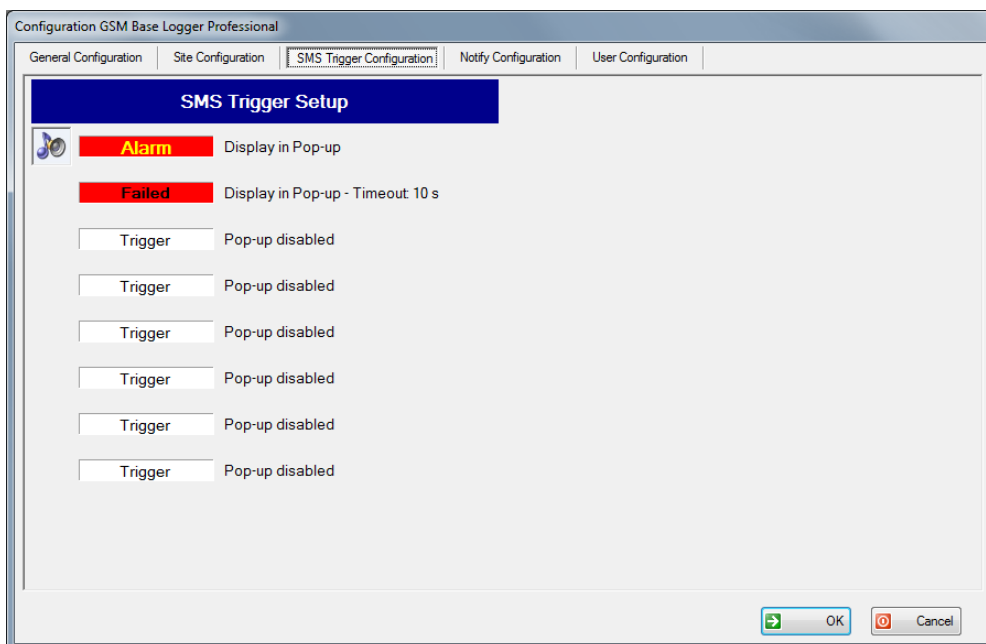 Configuration GSM Base Logger Professional
General Configuration Site Configuration SMS Trigger Configuration Notify Configuration User Configuration
SMS Trigger Setup
Alarm Display in Pop-up
Failed Display in Pop-up - Timeout: 10 s
Trigger Pop-up disabled
Trigger Pop-up disabled
Trigger Pop-up disabled
Trigger Pop-up disabled
Trigger Pop-up disabled
Trigger Pop-up disabled
OK Cancel